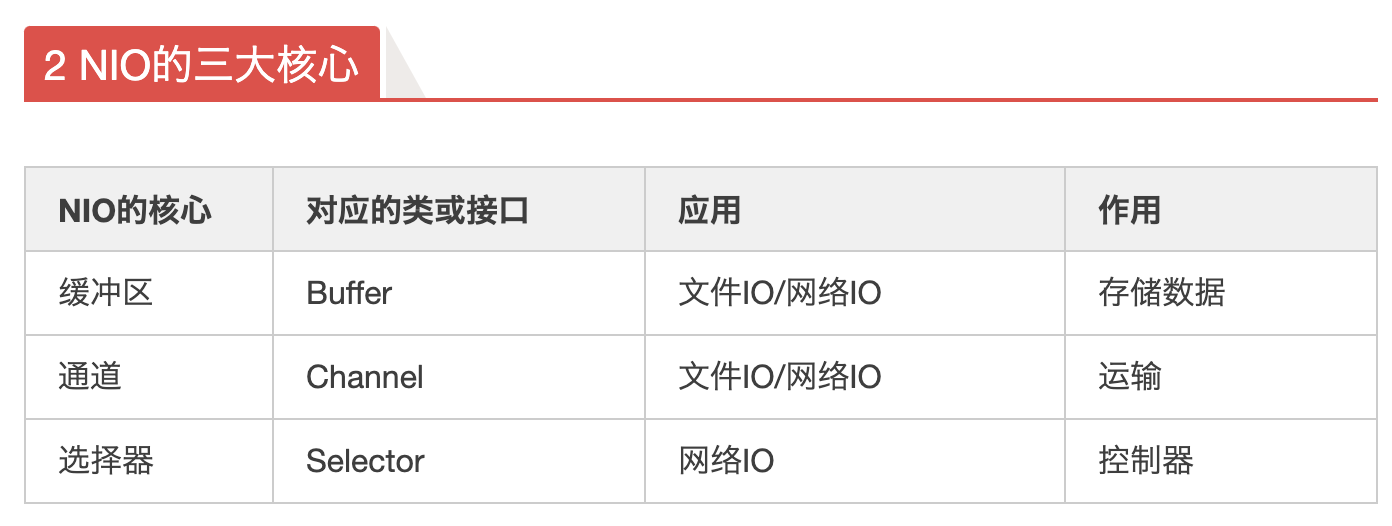 2 NIO的三大核心
NIO的核心 对应的类或接口 应用 作用
缓冲区 Buffer 文件IO/网络IO 存储数据
通道 Channel 文件IO/网络IO 运输
选择器 Selector 网络IO 控制器